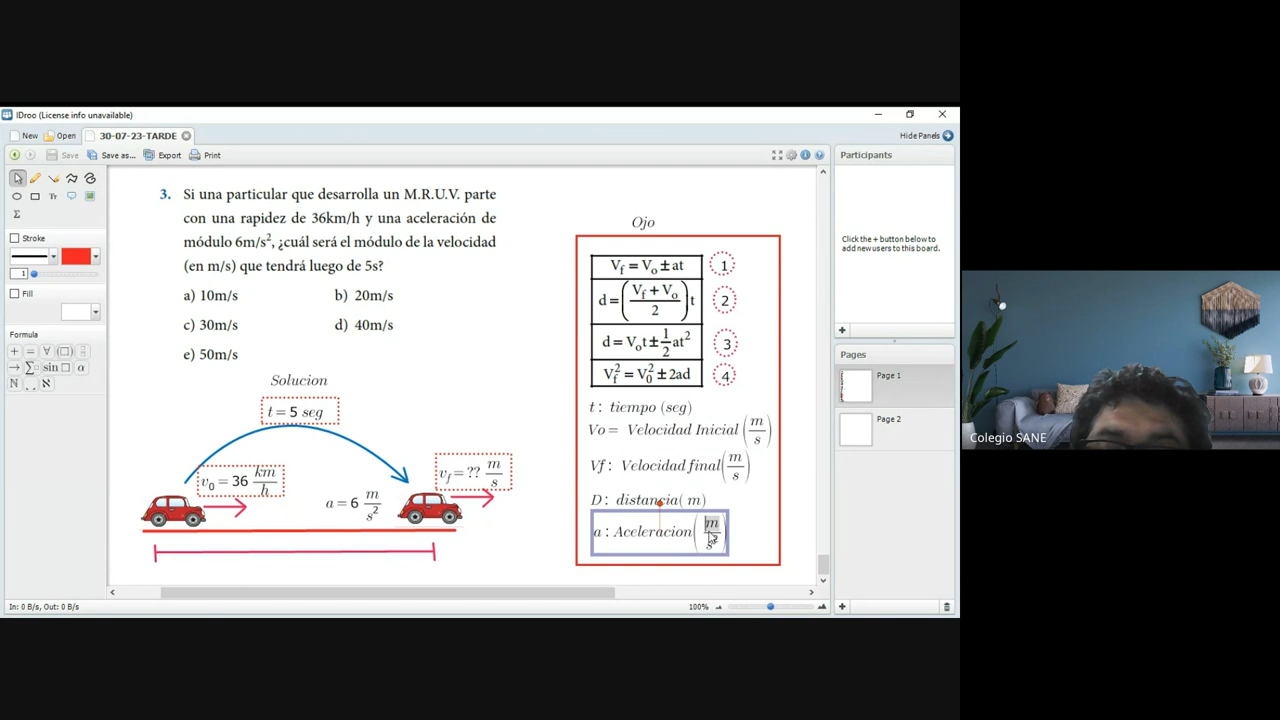 IDroo (License info unavailable)
New Open 30-07-23-TARDE
Hide Panels
Save Save as... Export Print
Participants
Click the + button below to
add new users to this board.
Stroke
1
Fill
Formula
Pages
Page 1
Page 2
3. Si una particular que desarrolla un M.R.U.V. parte
con una rapidez de 36km/h y una aceleración de
módulo 6m/s², ¿cuál será el módulo de la velocidad
(en m/s) que tendrá luego de 5s?
a) 10m/s b) 20m/s
c) 30m/s d) 40m/s
e) 50m/s
Solucion
t = 5 seg
v₀ = 36 km/h
a = 6 m/s²
v_f = ?? m/s
Ojo
V_f = V_o ± at 1
d = ((V_f + V_o)/2) t 2
d = V_o t ± 1/2 at² 3
V_f² = V_0² ± 2ad 4
t : tiempo (seg)
Vo = Velocidad Inicial (m/s)
Vf : Velocidad final (m/s)
D : distancia( m)
a : Aceleracion (m/s²)
In: 0 B/s, Out: 0 B/s
100%
Colegio SANE